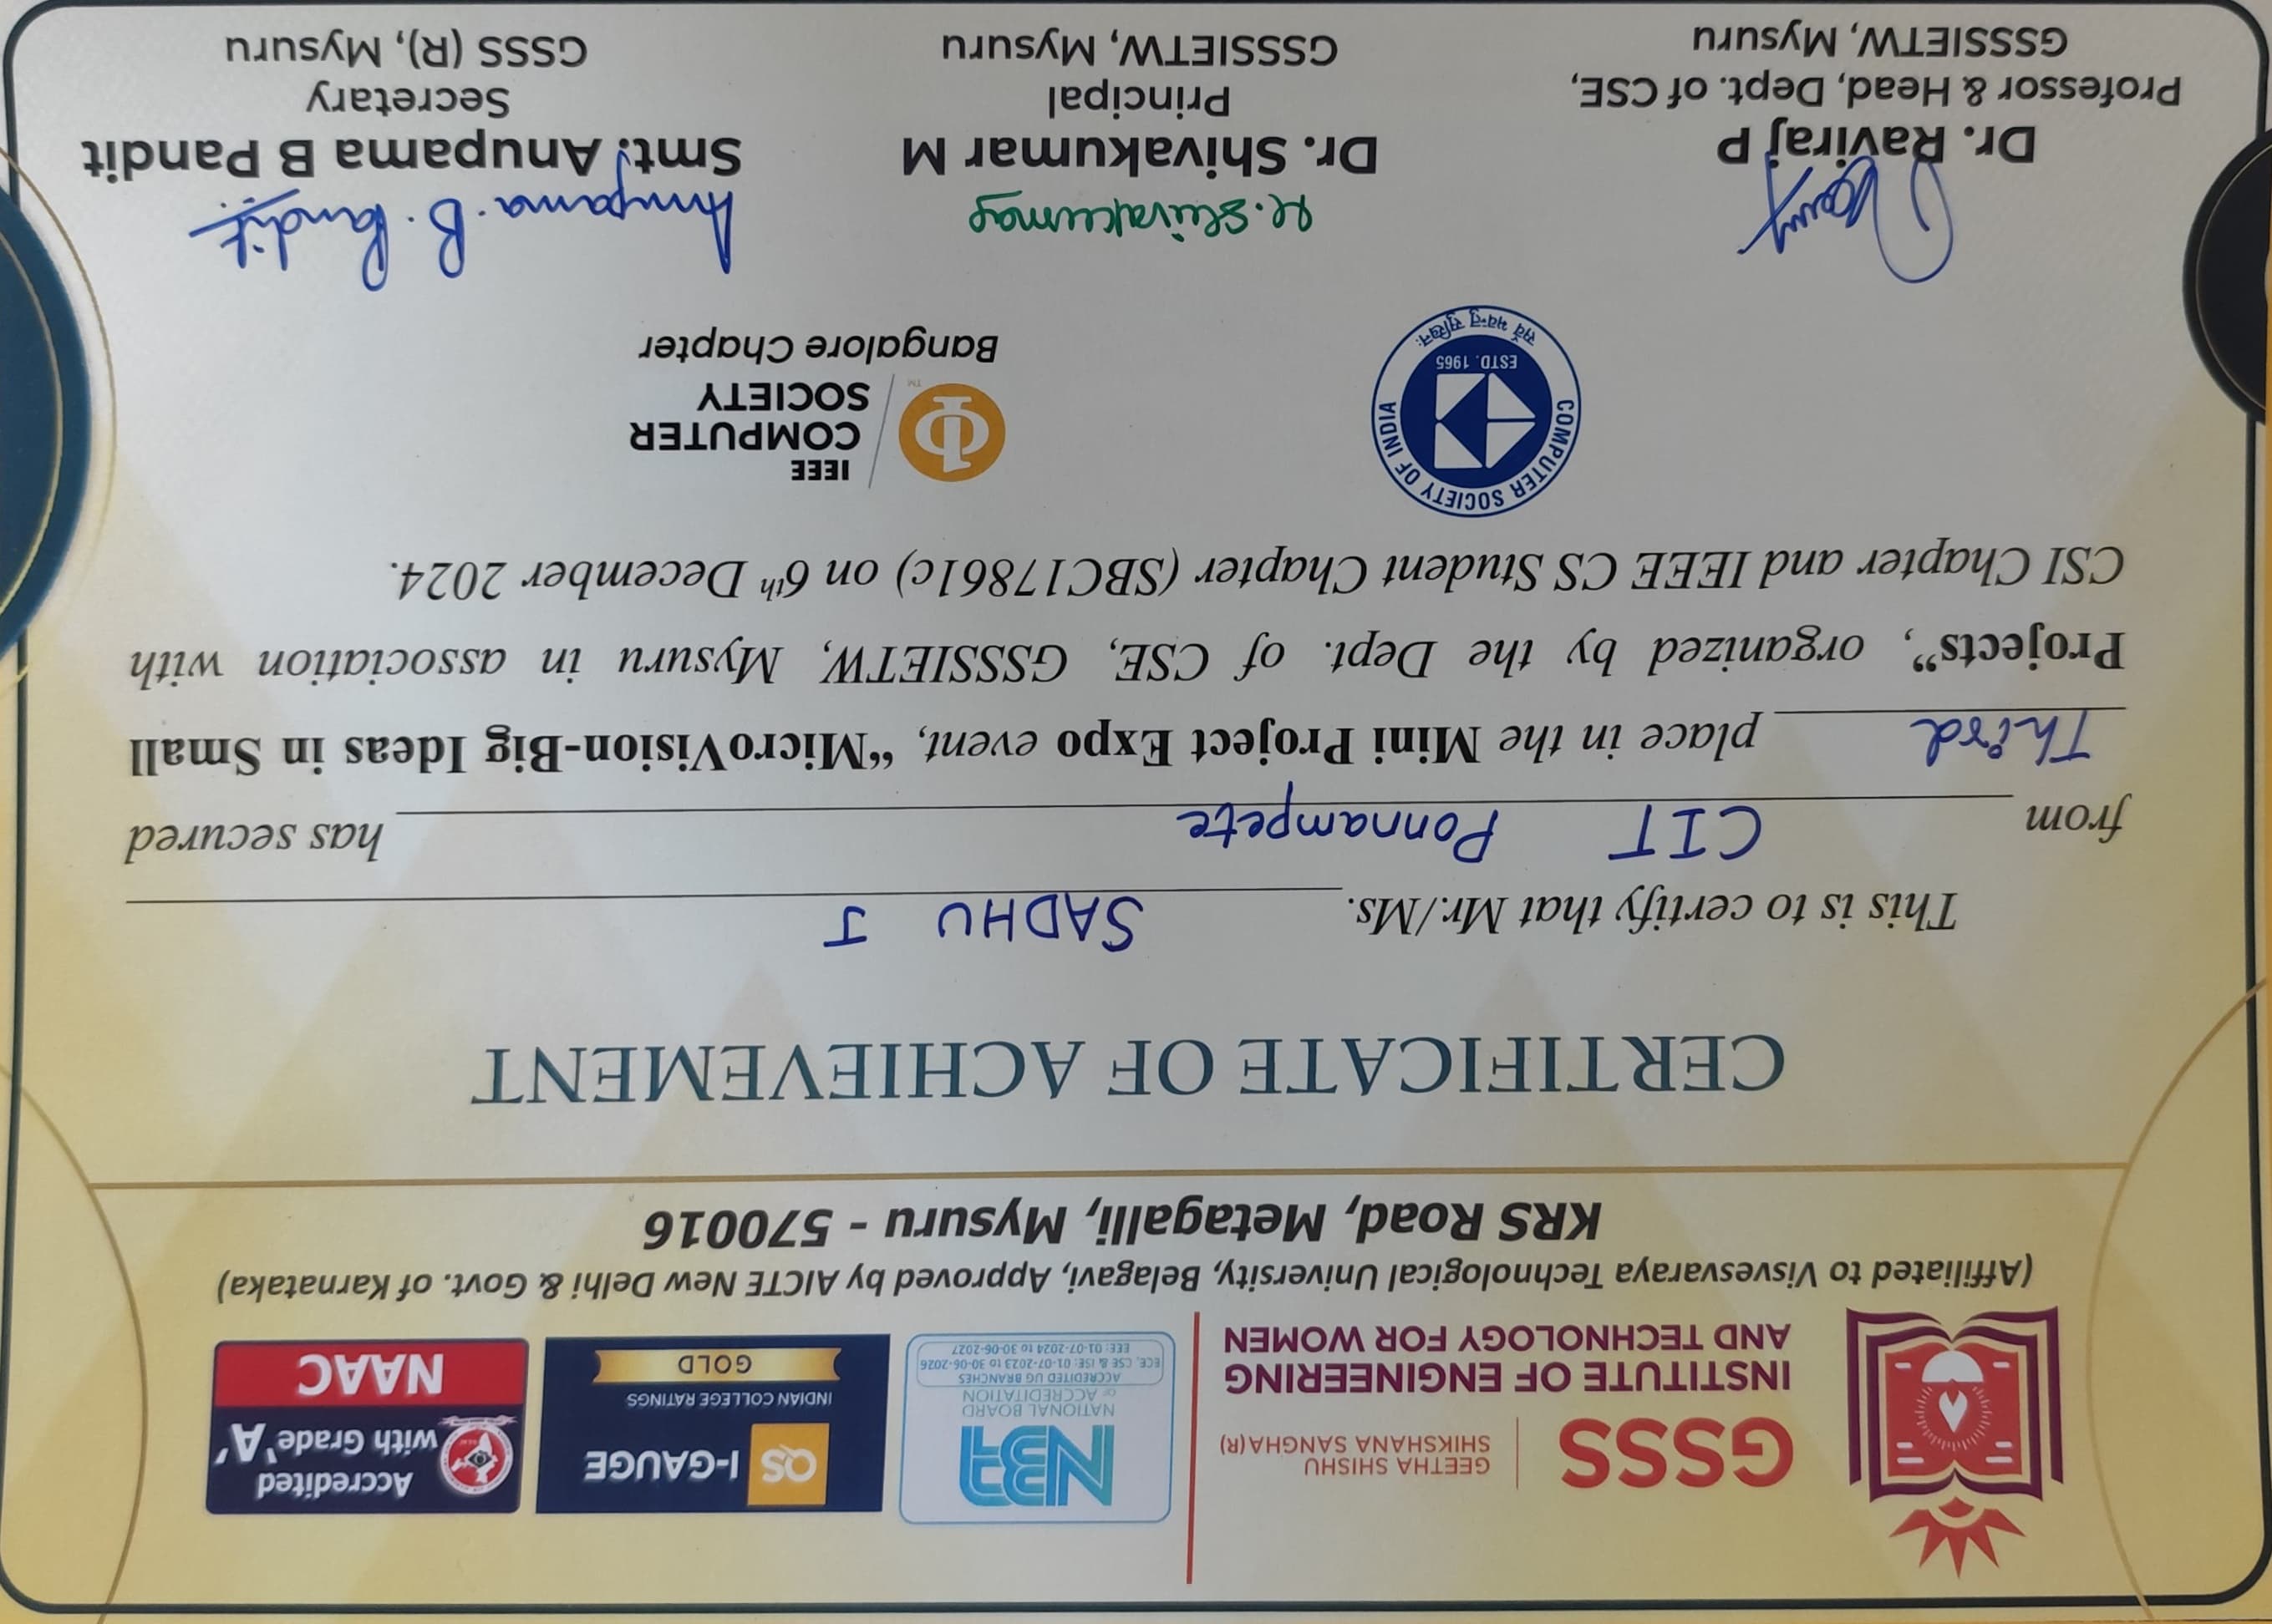 GSSS
GEETHA SHISHU
SHIKSHANA SANGHA(R)
INSTITUTE OF ENGINEERING
AND TECHNOLOGY FOR WOMEN
NBA
NATIONAL BOARD
OF ACCREDITATION
ACCREDITED UG BRANCHES
ECE, CSE & ISE: 01-07-2023 to 30-06-2026
EEE: 01-07-2024 to 30-06-2027
QS I-GAUGE
INDIAN COLLEGE RATINGS
GOLD
Accredited
with Grade 'A'
NAAC
(Affiliated to Visvesvaraya Technological University, Belagavi, Approved by AICTE New Delhi & Govt. of Karnataka)
KRS Road, Metagalli, Mysuru - 570016
CERTIFICATE OF ACHIEVEMENT
This is to certify that Mr./Ms. SADHU J
from CIT Ponnampete has secured
Third place in the Mini Project Expo event, “MicroVision-Big Ideas in Small
Projects”, organized by the Dept. of CSE, GSSSIETW, Mysuru in association with
CSI Chapter and IEEE CS Student Chapter (SBC17861c) on 6th December 2024.
COMPUTER SOCIETY OF INDIA
ESTD. 1965
सर्वे भवन्तु सुखिनः
IEEE
COMPUTER
SOCIETY
TM
Bangalore Chapter
M. Shivakumar
Anupama. B. Pandit
Dr. Raviraj P
Professor & Head, Dept. of CSE,
GSSSIETW, Mysuru
Dr. Shivakumar M
Principal
GSSSIETW, Mysuru
Smt. Anupama B Pandit
Secretary
GSSS (R), Mysuru